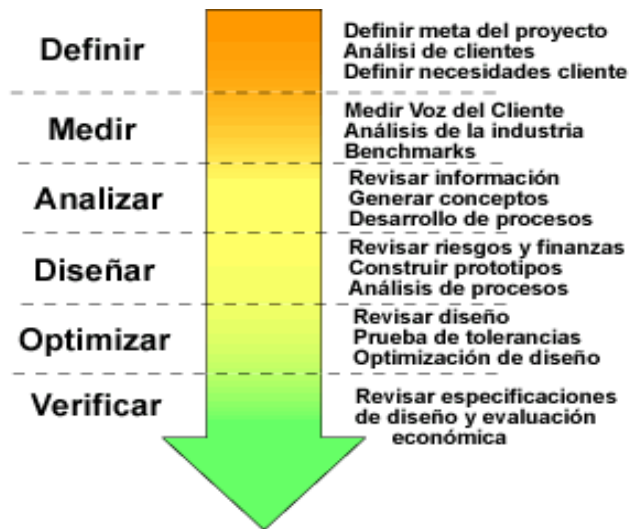 Definir
Definir meta del proyecto
Análisi de clientes
Definir necesidades cliente
Medir
Medir Voz del Cliente
Análisis de la industria
Benchmarks
Analizar
Revisar información
Generar conceptos
Desarrollo de procesos
Diseñar
Revisar riesgos y finanzas
Construir prototipos
Análisis de procesos
Optimizar
Revisar diseño
Prueba de tolerancias
Optimización de diseño
Verificar
Revisar especificaciones
de diseño y evaluación
económica